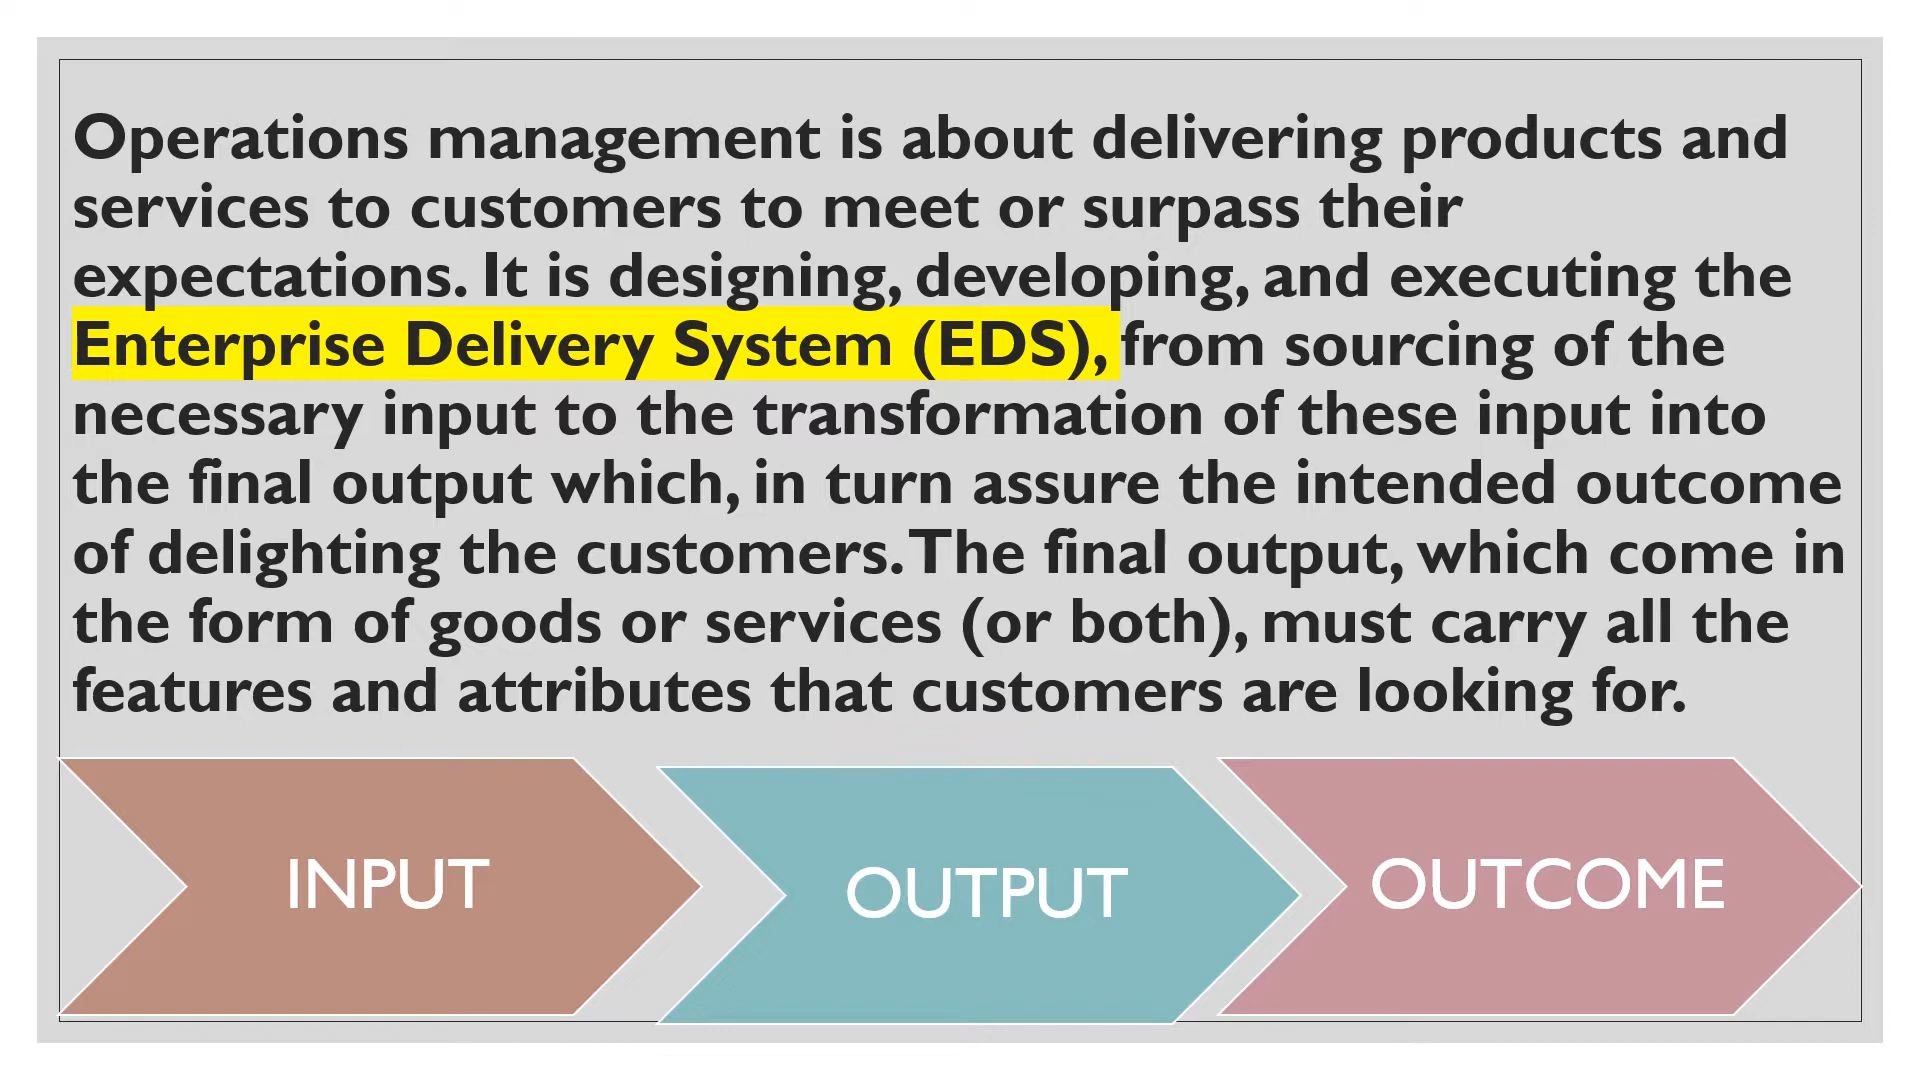 Operations management is about delivering products and
services to customers to meet or surpass their
expectations. It is designing, developing, and executing the
Enterprise Delivery System (EDS), from sourcing of the
necessary input to the transformation of these input into
the final output which, in turn assure the intended outcome
of delighting the customers. The final output, which come in
the form of goods or services (or both), must carry all the
features and attributes that customers are looking for.
INPUT
OUTPUT
OUTCOME